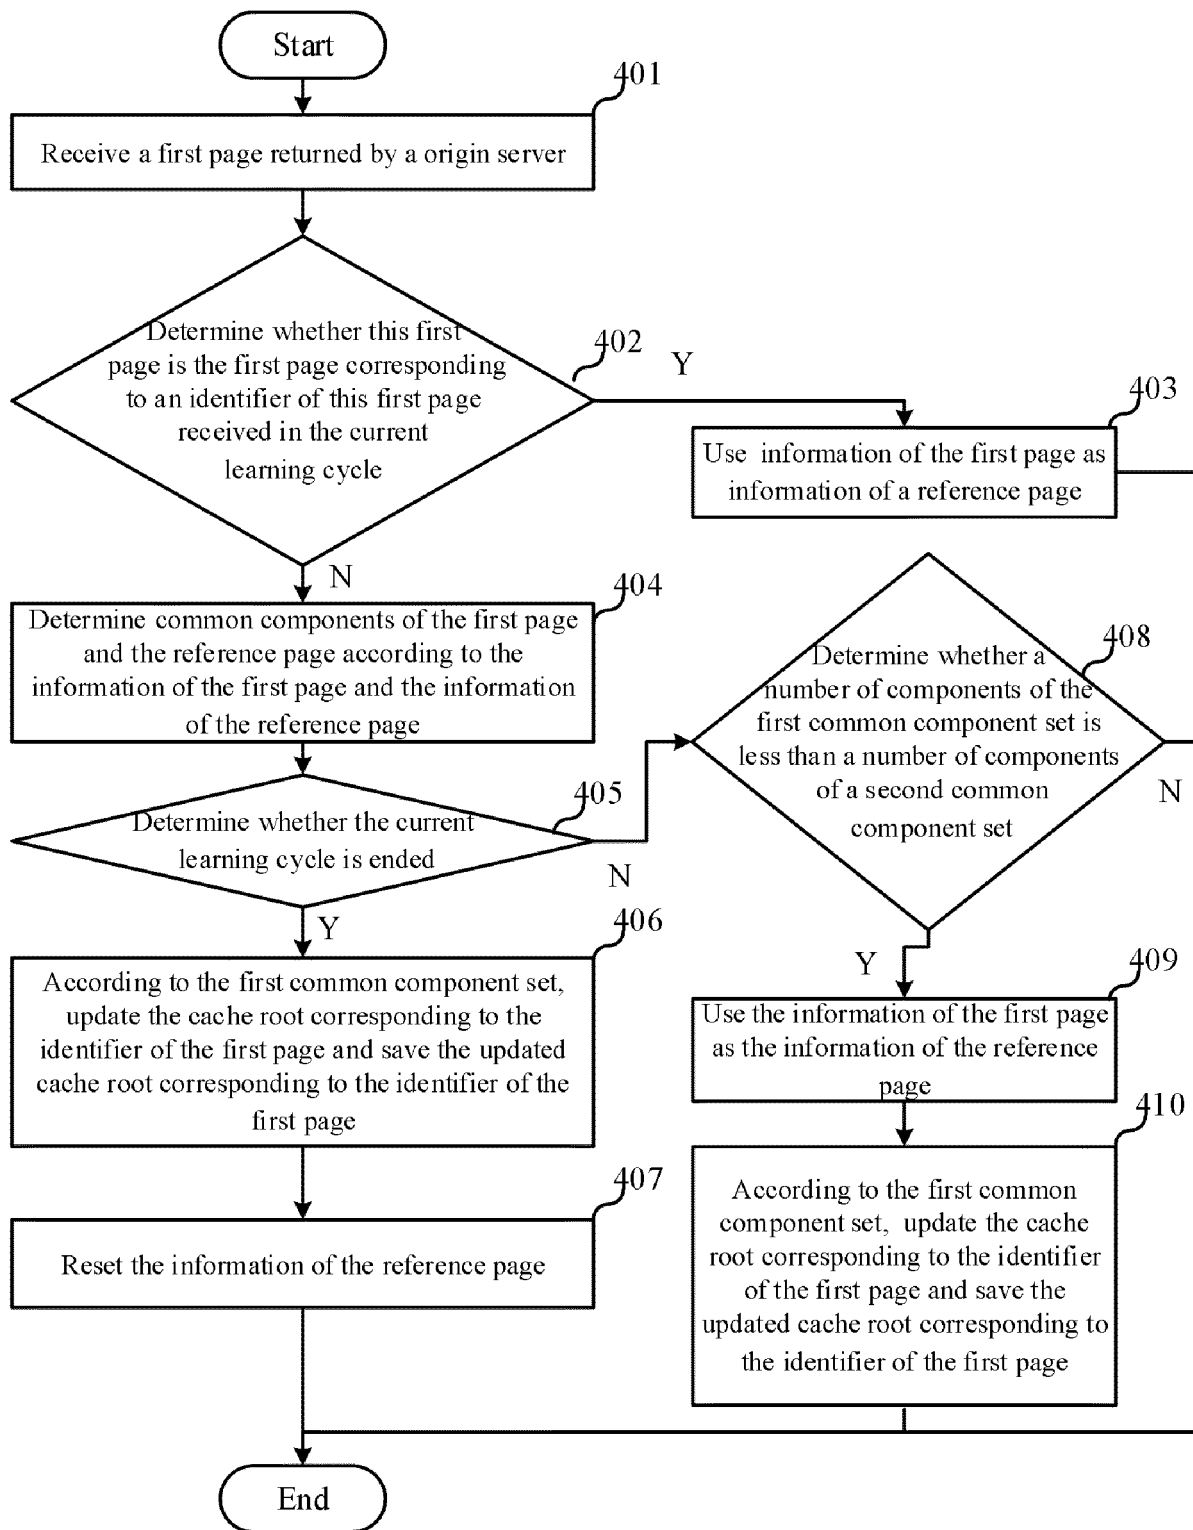 Start
401
Receive a first page returned by a origin server
Determine whether this first
page is the first page corresponding
to an identifier of this first page
received in the current
learning cycle
402
Y
403
Use information of the first page as
information of a reference page
N
404
Determine common components of the first page
and the reference page according to the
information of the first page and the information
of the reference page
408
Determine whether a
number of components of the
first common component set is
less than a number of components
of a second common
component set
N
405
Determine whether the current
learning cycle is ended
N
Y
406
According to the first common component set,
update the cache root corresponding to the
identifier of the first page and save the updated
cache root corresponding to the identifier of the
first page
Y
409
Use the information of the first page
as the information of the reference
page
410
According to the first common
component set, update the cache
root corresponding to the identifier
of the first page and save the
updated cache root corresponding to
the identifier of the first page
407
Reset the information of the reference page
End